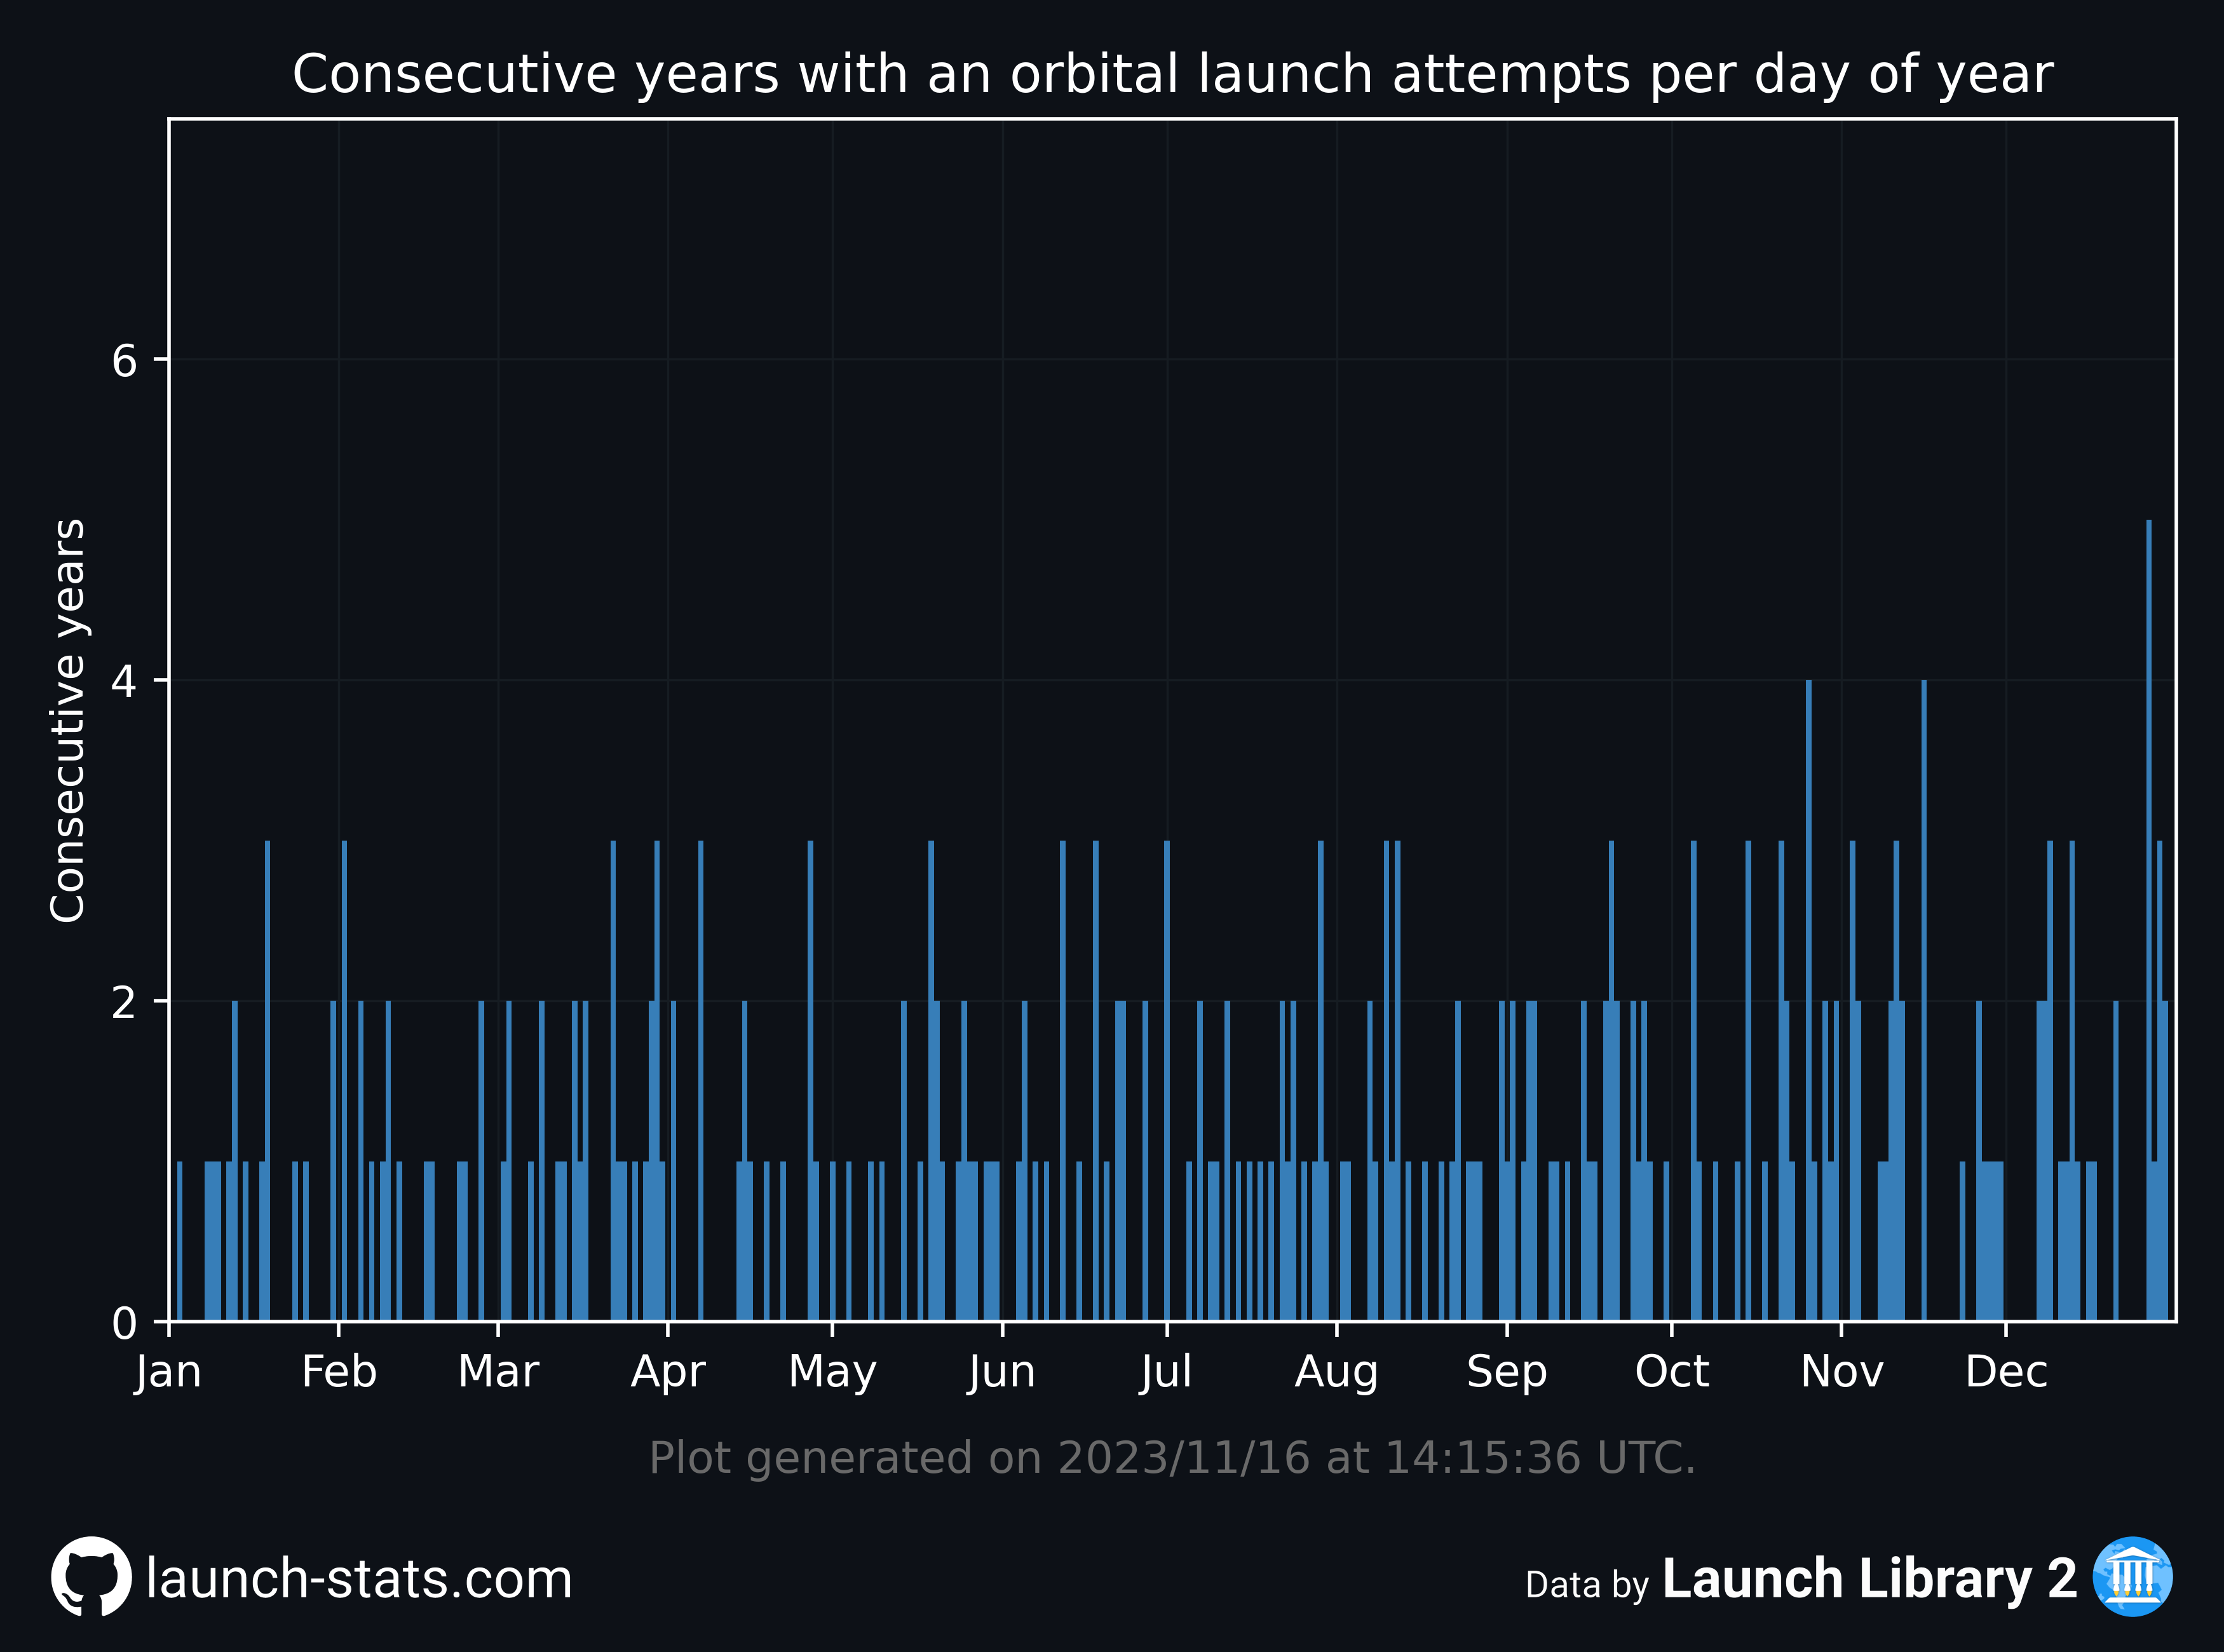 Consecutive years with an orbital launch attempts per day of year
Consecutive years
6
4
2
0
Jan Feb Mar Apr May Jun Jul Aug Sep Oct Nov Dec
Plot generated on 2023/11/16 at 14:15:36 UTC.
launch-stats.com
Data by Launch Library 2